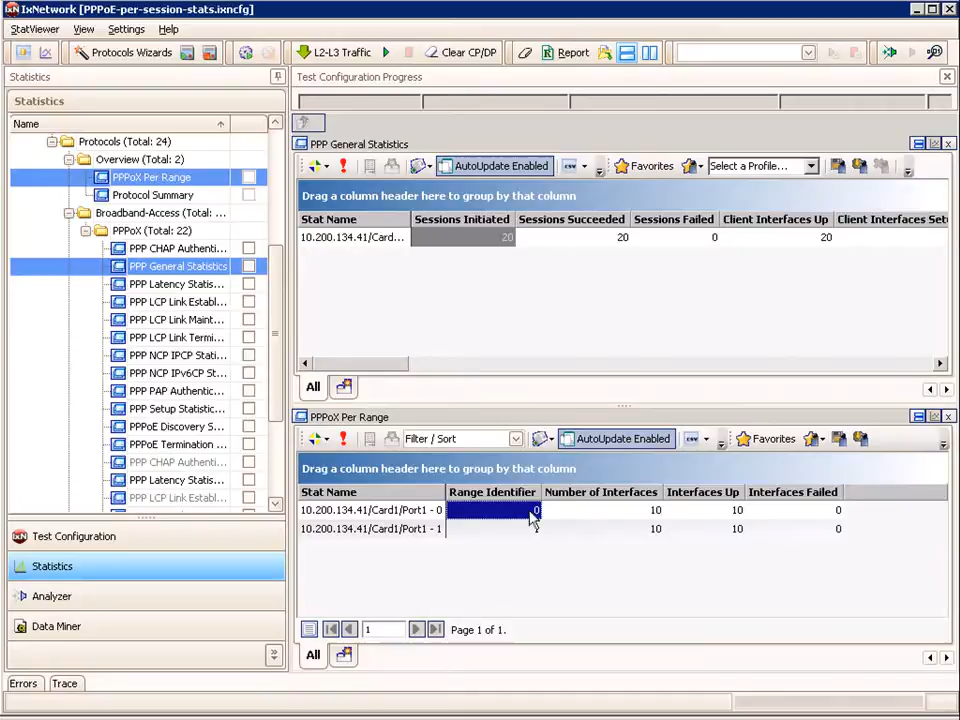 IxNetwork [PPPoE-per-session-stats.ixncfg]
StatViewer View Settings Help
Protocols Wizards L2-L3 Traffic Clear CP/DP Report
Statistics
Statistics
Name
Protocols (Total: 24)
Overview (Total: 2)
PPPoX Per Range
Protocol Summary
Broadband-Access (Total: ...
PPPoX (Total: 22)
PPP CHAP Authenti...
PPP General Statistics
PPP Latency Statis...
PPP LCP Link Establ...
PPP LCP Link Maint...
PPP LCP Link Termi...
PPP NCP IPCP Stati...
PPP NCP IPv6CP St...
PPP PAP Authentic...
PPP Setup Statistic...
PPPoE Discovery S...
PPPoE Termination ...
PPP CHAP Authenti...
PPP Latency Statis...
PPP LCP Link Establ...
Test Configuration
Statistics
Analyzer
Data Miner
Errors Trace
Test Configuration Progress
PPP General Statistics
AutoUpdate Enabled CSV Favorites Select a Profile...
Drag a column header here to group by that column
Stat Name Sessions Initiated Sessions Succeeded Sessions Failed Client Interfaces Up Client Interfaces Setu
10.200.134.41/Card... 20 20 0 20
All
PPPoX Per Range
Filter / Sort AutoUpdate Enabled CSV Favorites
Drag a column header here to group by that column
Stat Name Range Identifier Number of Interfaces Interfaces Up Interfaces Failed
10.200.134.41/Card1/Port1 - 0 0 10 10 0
10.200.134.41/Card1/Port1 - 1 1 10 10 0
1 Page 1 of 1.
All